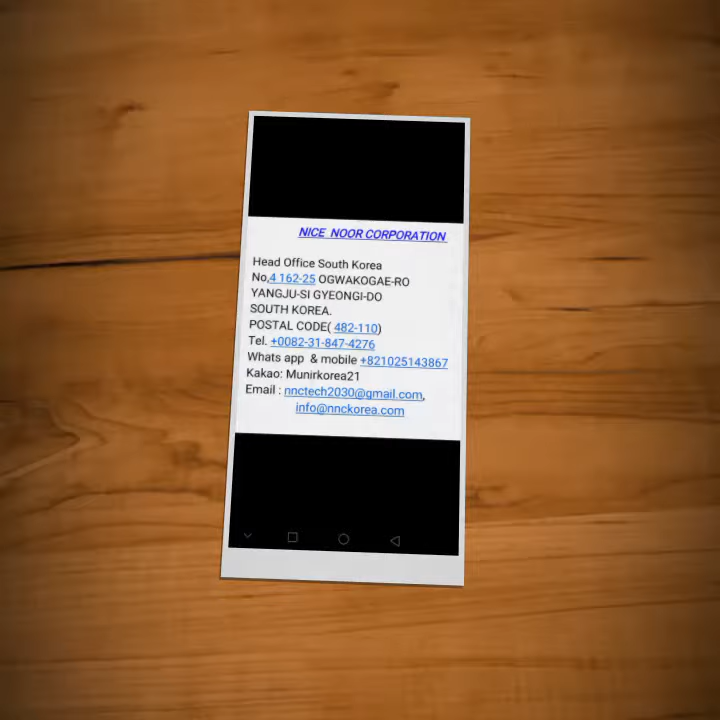 NICE NOOR CORPORATION
Head Office South Korea
No,4 162-25 OGWAKOGAE-RO
YANGJU-SI GYEONGI-DO
SOUTH KOREA.
POSTAL CODE( 482-110)
Tel. +0082-31-847-4276
Whats app & mobile +821025143867
Kakao: Munirkorea21
Email : nnctech2030@gmail.com,
info@nnckorea.com